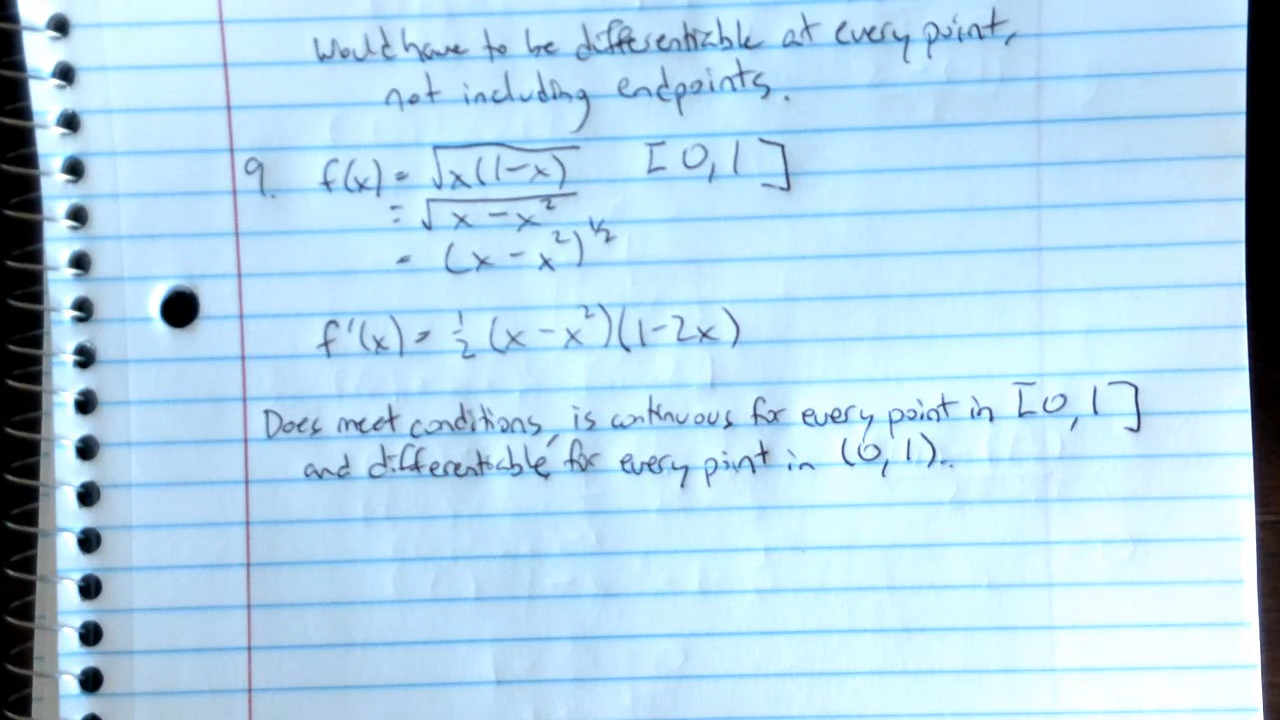 would have to be differentiable at every point,
not including endpoints.
9. f(x) = √x(1-x) [0,1]
= √x-x²
= (x-x²)^½
f'(x) = ½ (x-x²)(1-2x)
Does meet conditions, is continuous for every point in [0,1]
and differentiable for every point in (0,1).